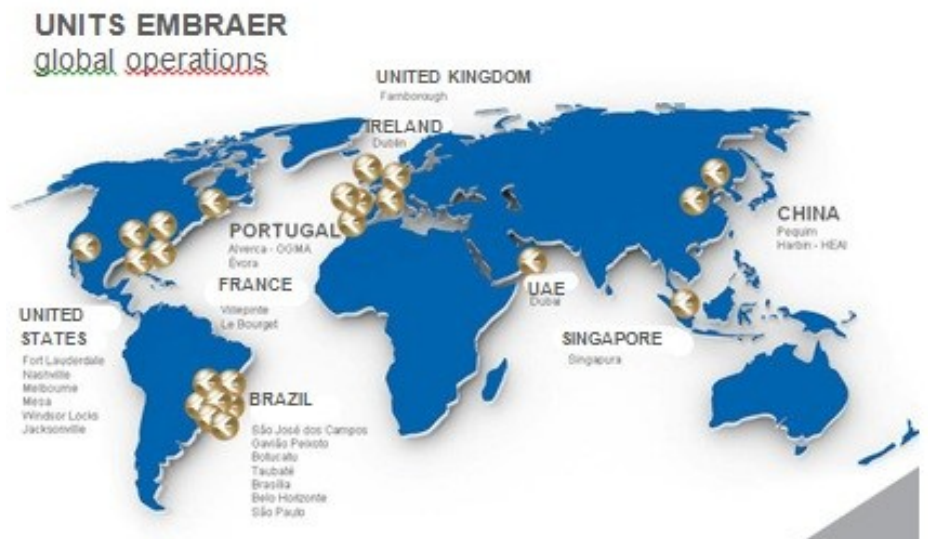 UNITS EMBRAER
global operations
UNITED KINGDOM
Farnborough
IRELAND
Dublin
PORTUGAL
Alverca - OGMA
Évora
FRANCE
Villepinte
Le Bourget
UNITED
STATES
Fort Lauderdale
Nashville
Melbourne
Mesa
Windsor Locks
Jacksonville
BRAZIL
São José dos Campos
Gavião Peixoto
Botucatu
Taubaté
Brasília
Belo Horizonte
São Paulo
UAE
Dubai
SINGAPORE
Singapura
CHINA
Pequim
Harbin - HEAI